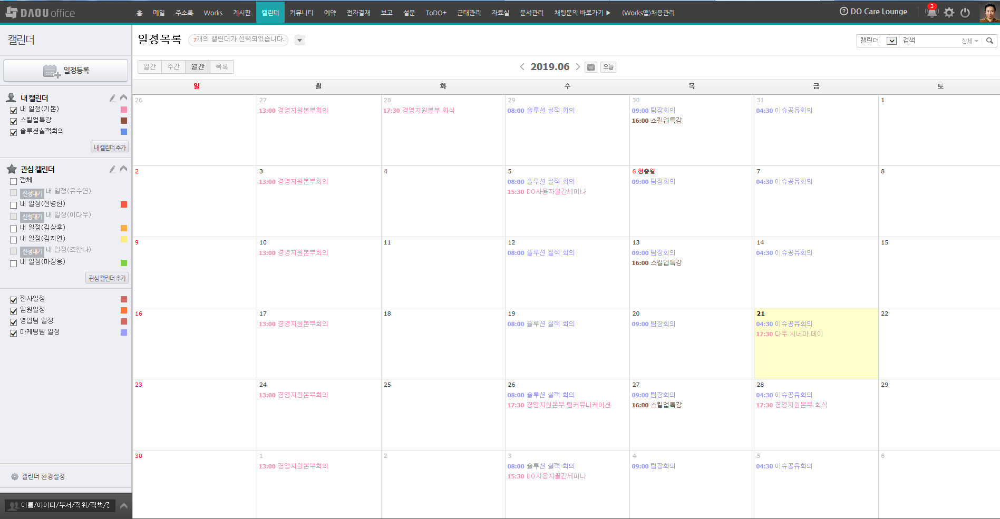 DAOU office 홈 메일 주소록 Works 게시판 캘린더 커뮤니티 예약 전자결재 보고 설문 ToDO+ 근태관리 자료실 문서관리 채팅문의 바로가기 ▶ (Works앱)채용관리 ? DO Care Lounge 3
캘린더
일정목록 7개의 캘린더가 선택되었습니다.
캘린더 검색 상세
일정등록
내 캘린더
내 일정(기본)
스킬업특강
솔루션실적회의
내 캘린더 추가
관심 캘린더
전체
신청대기 내 일정(유수연)
내 일정(전병헌)
신청대기 내 일정(이다우)
내 일정(김상후)
내 일정(김지연)
신청대기 내 일정(조한나)
내 일정(마장웅)
관심 캘린더 추가
전사일정
임원일정
영업팀 일정
마케팅팀 일정
캘린더 환경설정
이름/아이디/부서/직위/직책/
일간 주간 월간 목록
2019.06 오늘
일 월 화 수 목 금 토
26 27 28 29 30 31 1
13:00 경영지원본부회의 17:30 경영지원본부 회식 08:00 솔루션 실적 회의 09:00 팀장회의 04:30 이슈공유회의
16:00 스킬업특강
2 3 4 5 6 현충일 7 8
13:00 경영지원본부회의 08:00 솔루션 실적 회의 09:00 팀장회의 04:30 이슈공유회의
15:30 DO사용자월간세미나
9 10 11 12 13 14 15
13:00 경영지원본부회의 08:00 솔루션 실적 회의 09:00 팀장회의 04:30 이슈공유회의
16:00 스킬업특강
16 17 18 19 20 21 22
13:00 경영지원본부회의 08:00 솔루션 실적 회의 09:00 팀장회의 04:30 이슈공유회의
17:30 다우 시네마 데이
23 24 25 26 27 28 29
13:00 경영지원본부회의 08:00 솔루션 실적 회의 09:00 팀장회의 04:30 이슈공유회의
17:30 경영지원본부 팀커뮤니케이션 16:00 스킬업특강 17:30 경영지원본부 회식
30 1 2 3 4 5 6
13:00 경영지원본부회의 08:00 솔루션 실적 회의 09:00 팀장회의 04:30 이슈공유회의
15:30 DO사용자월간세미나